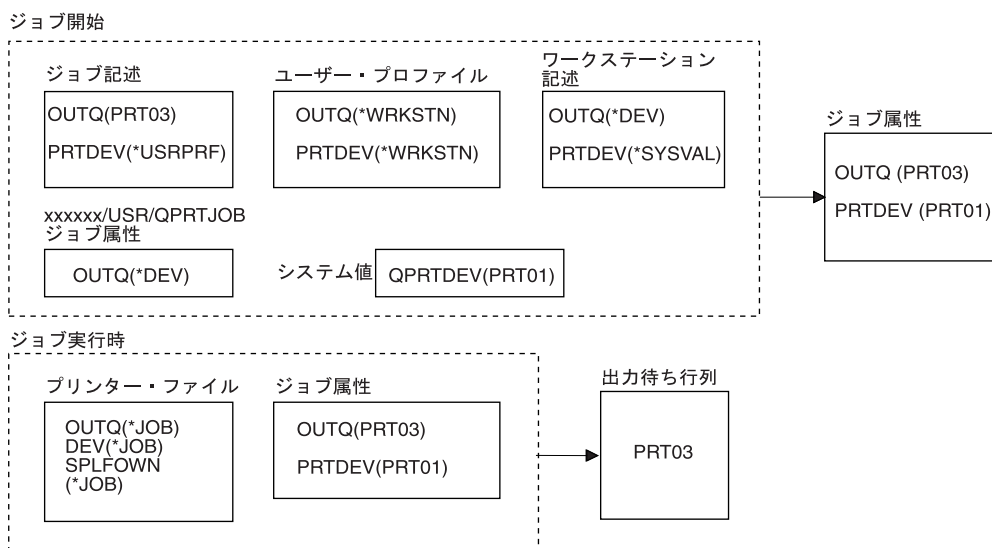 ジョブ開始
ジョブ記述
OUTQ(PRT03)
PRTDEV(*USRPRF)
ユーザー・プロファイル
OUTQ(*WRKSTN)
PRTDEV(*WRKSTN)
ワークステーション
記述
OUTQ(*DEV)
PRTDEV(*SYSVAL)
ジョブ属性
OUTQ (PRT03)
PRTDEV (PRT01)
xxxxxx/USR/QPRTJOB
ジョブ属性
OUTQ(*DEV)
システム値
QPRTDEV(PRT01)
ジョブ実行時
プリンター・ファイル
OUTQ(*JOB)
DEV(*JOB)
SPLFOWN
(*JOB)
ジョブ属性
OUTQ(PRT03)
PRTDEV(PRT01)
出力待ち行列
PRT03